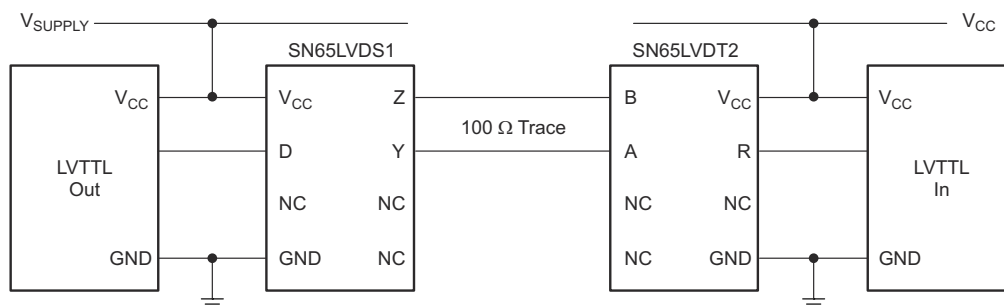 VSUPPLY VCC
SN65LVDS1 SN65LVDT2
VCC VCC Z B VCC VCC
100 Ω Trace
D Y A R
LVTTL Out
LVTTL In
NC NC NC NC
GND GND NC NC GND GND